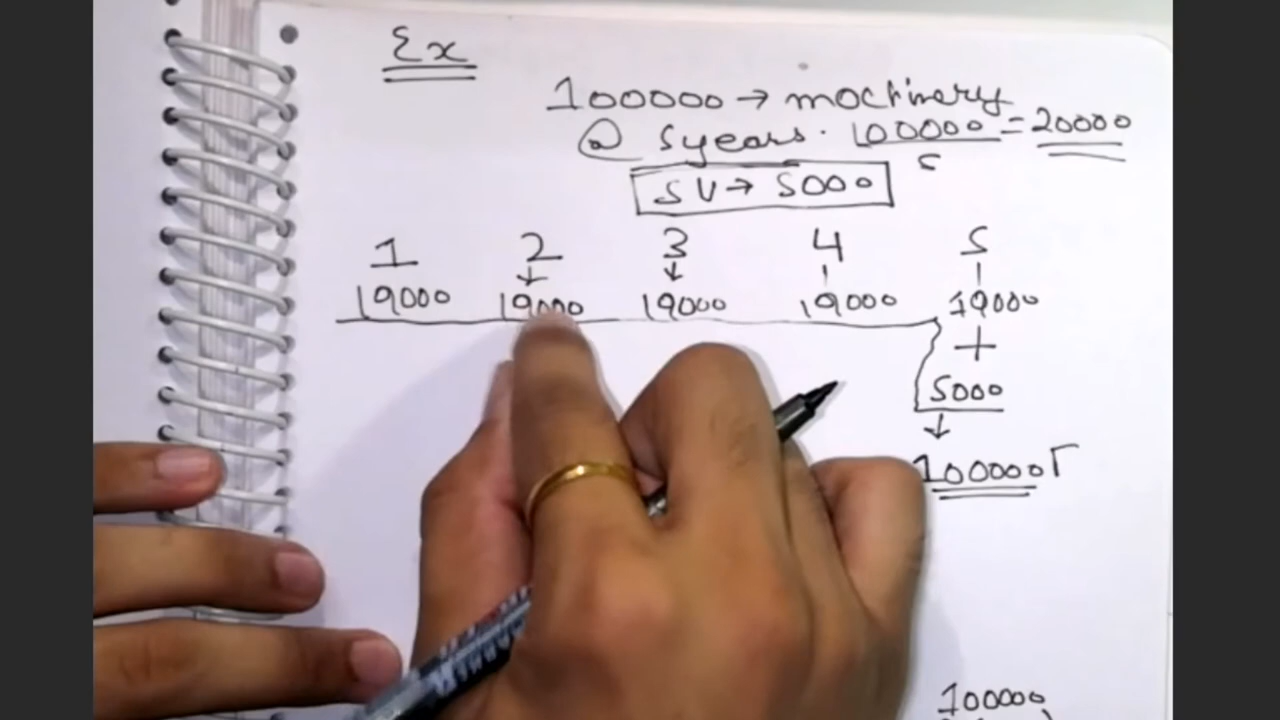 Ex
100000 → mochinery
@ 5 years. 100000 = 20000
5
SV → 5000
1 2 3 4 5
19000 19000 19000 19000 19000
+
5000
100000
100000